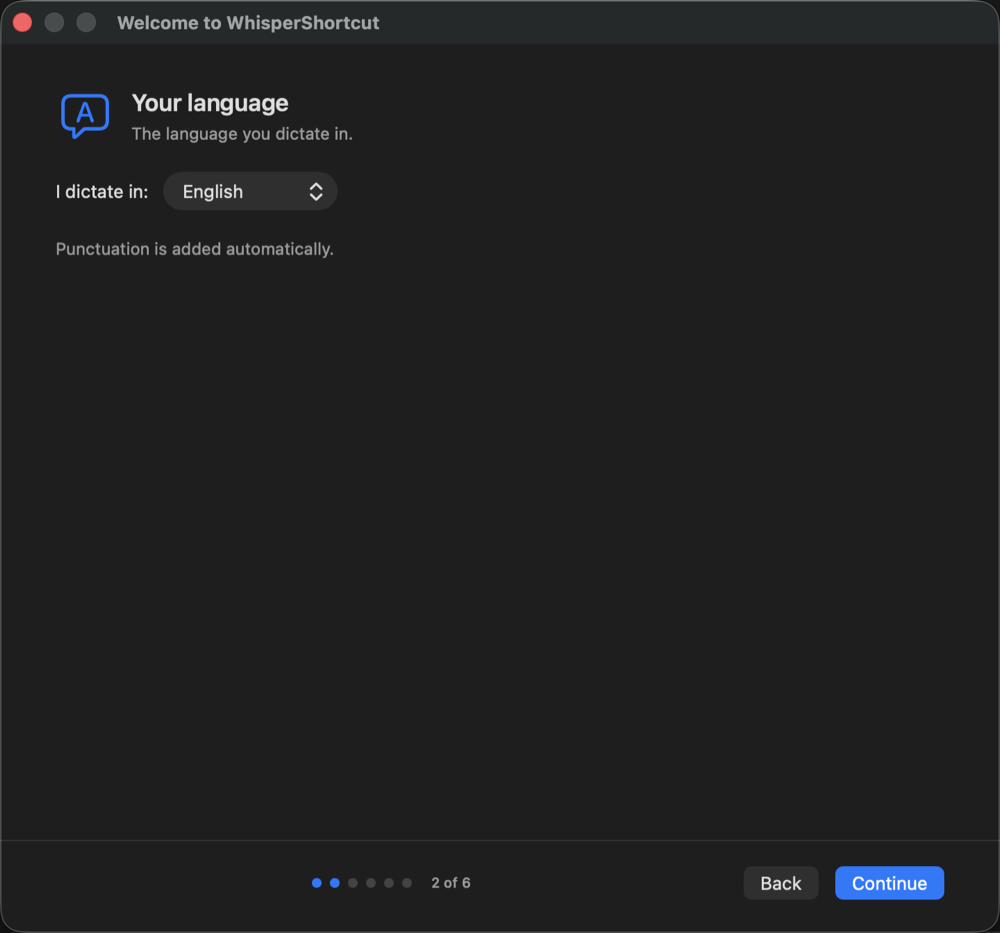 Welcome to WhisperShortcut
A
Your language
The language you dictate in.
I dictate in: English
Punctuation is added automatically.
2 of 6
Back
Continue